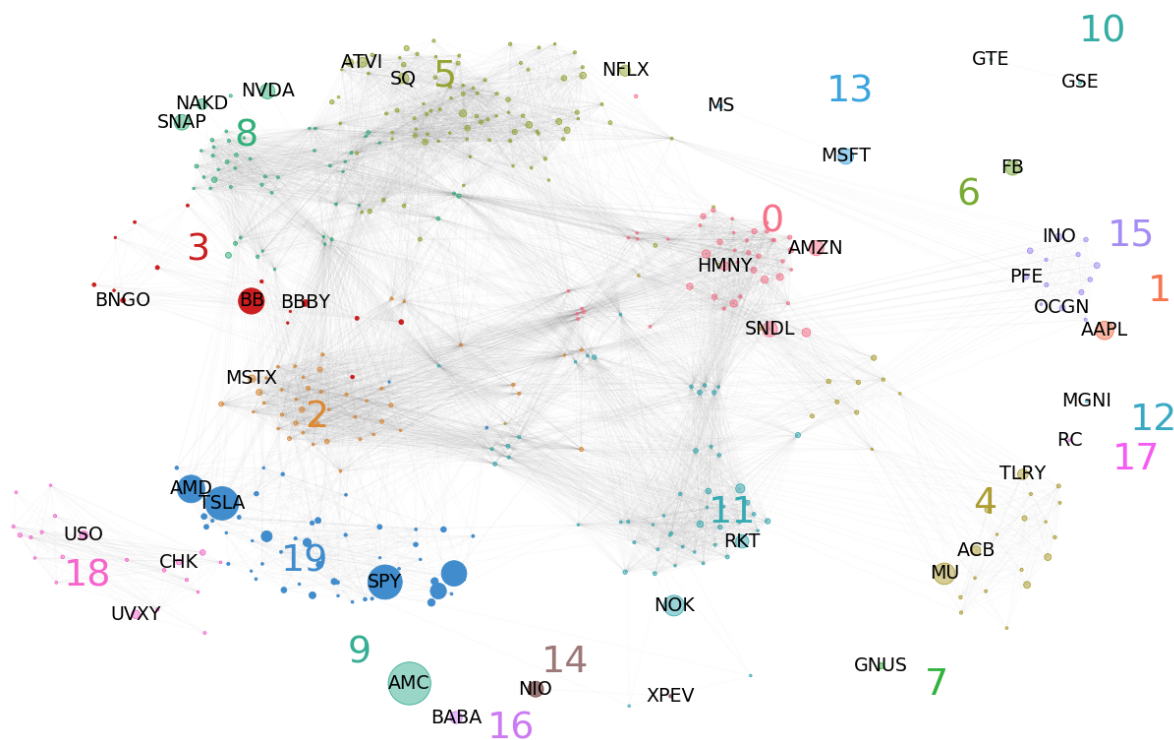 10
GTE
ATVI
5
NFLX
SQ
GSE
NVDA
13
NAKD
MS
SNAP
8
MSFT
FB
6
0
15
INO
3
AMZN
HMNY
PFE
1
BNGO
BB
BBBY
OCGN
SNDL
AAPL
MSTX
MGNI
2
12
RC
17
TLRY
AMD
TSLA
4
11
USO
RKT
ACB
19
CHK
18
MU
SPY
NOK
UVXY
9
14
GNUS
7
AMC
NIO
XPEV
BABA
16